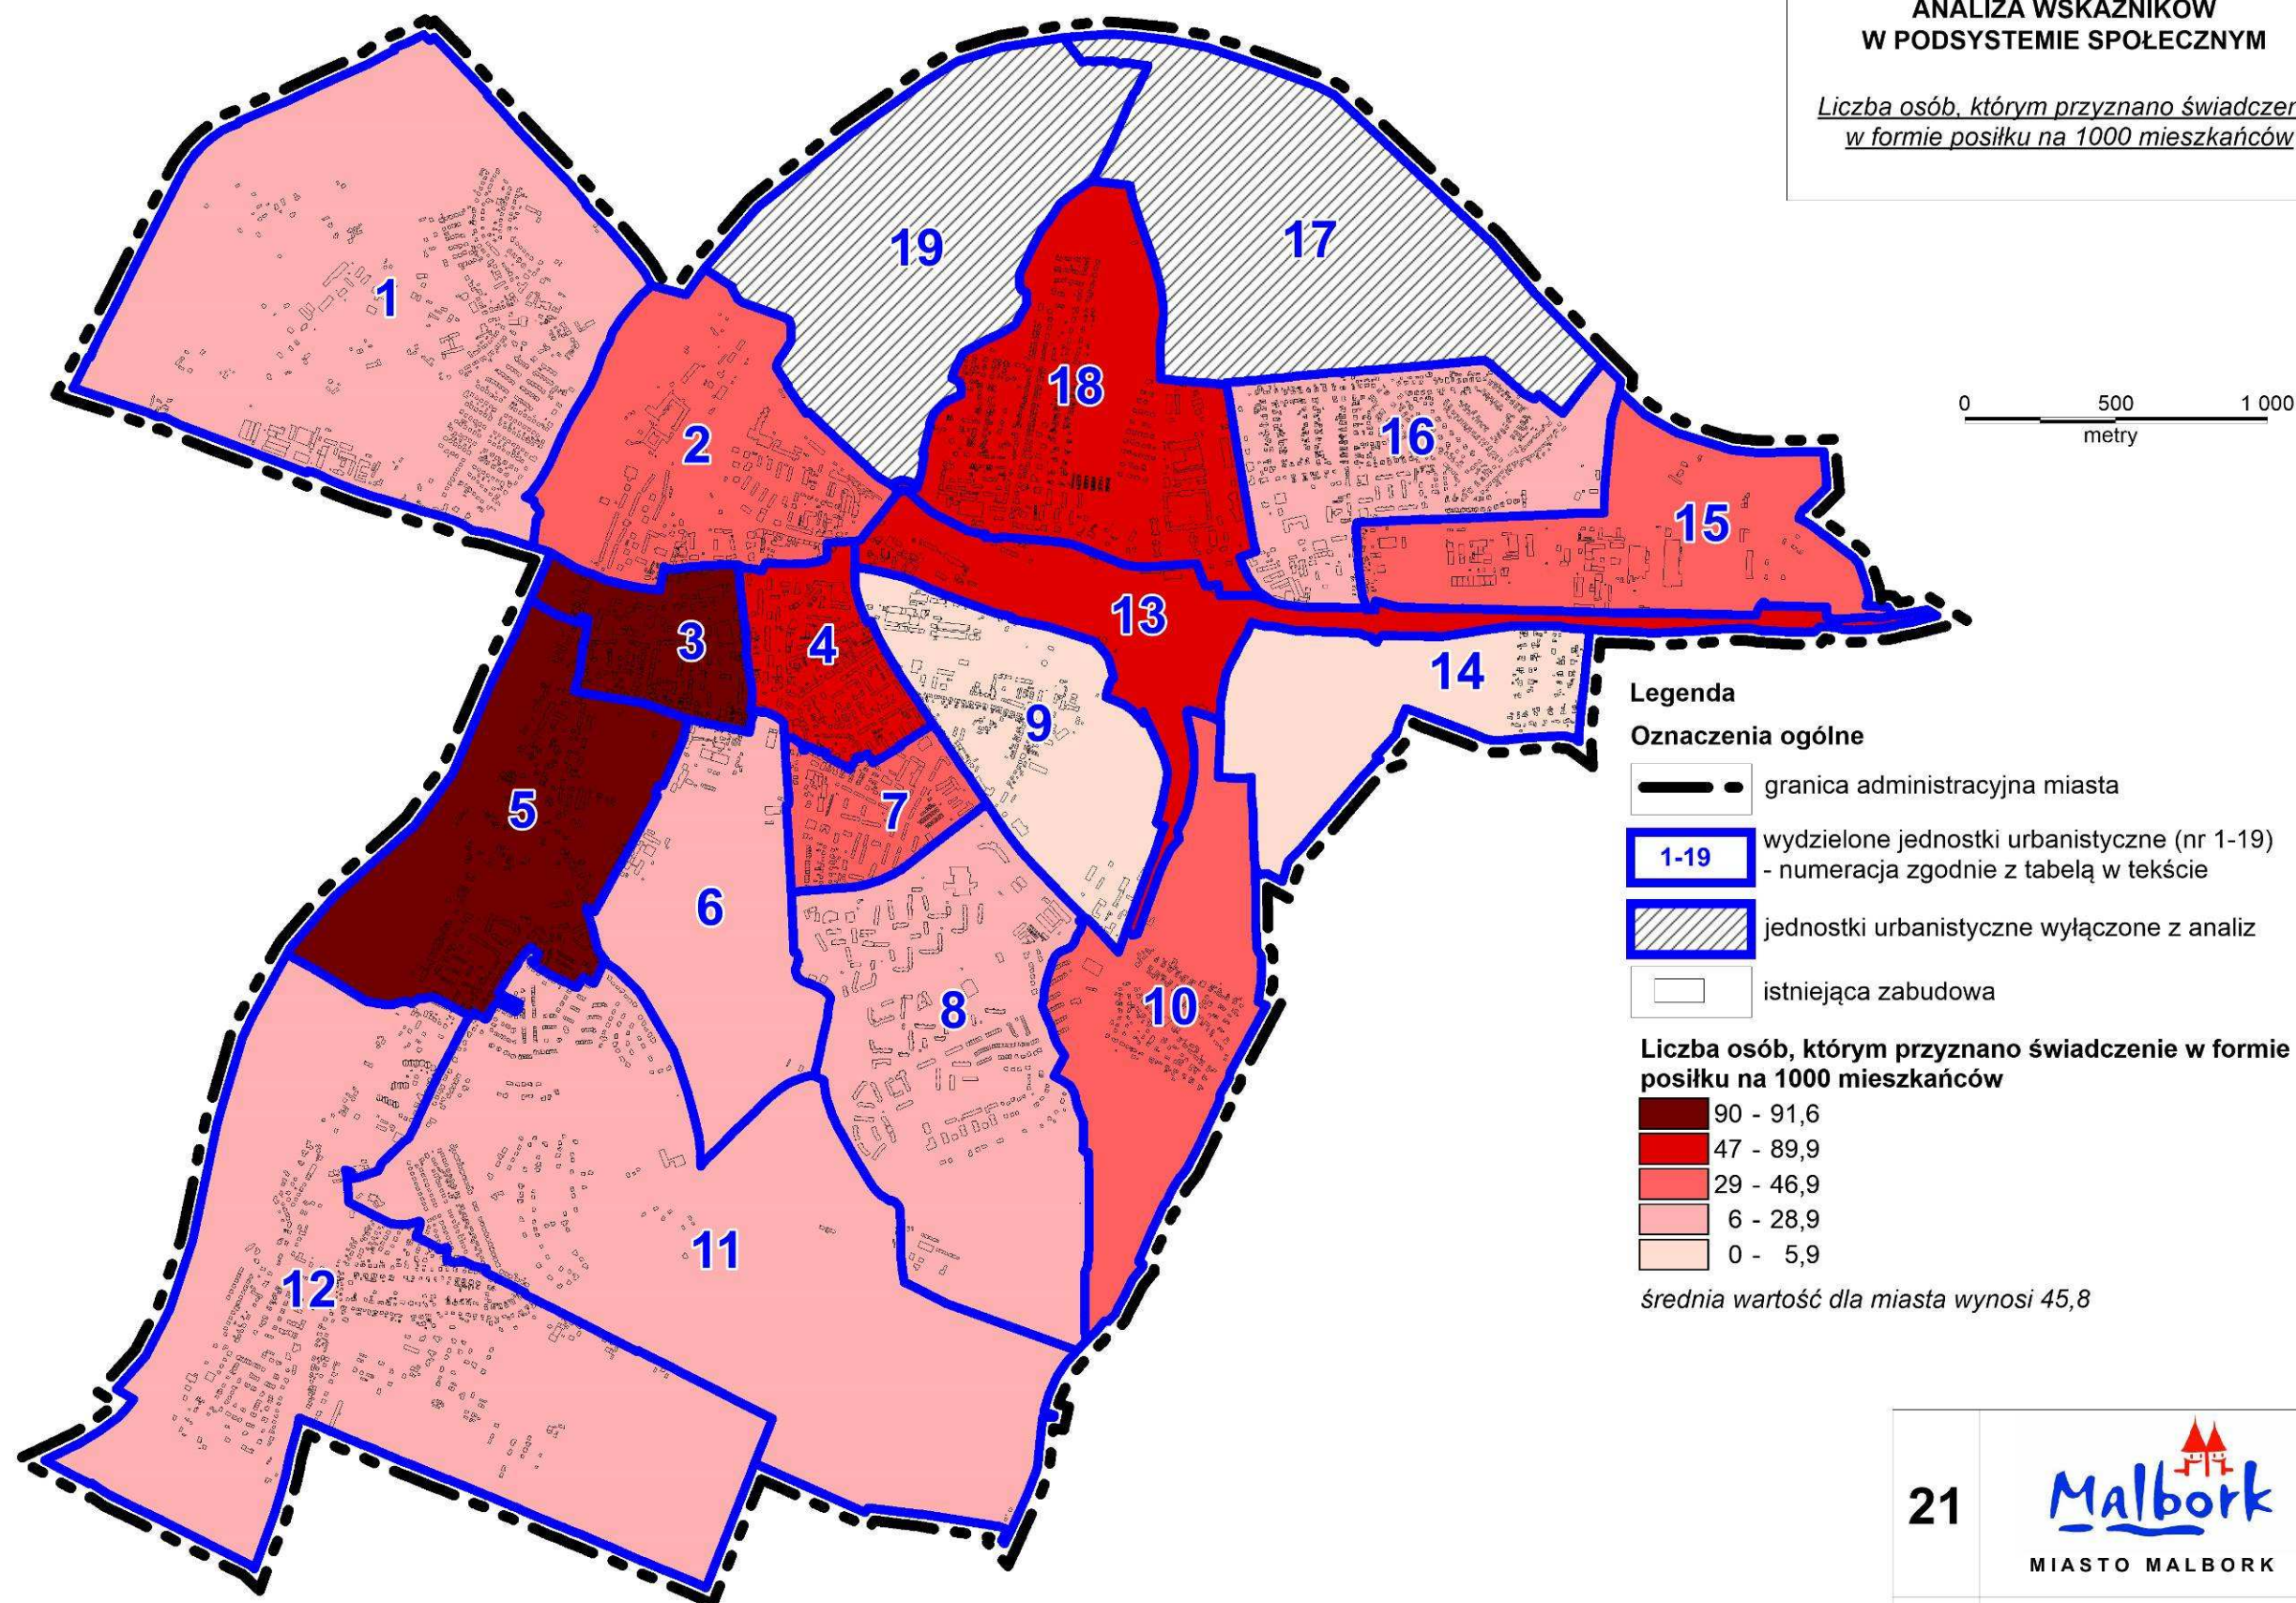 ANALIZA WSKAŹNIKÓW
W PODSYSTEMIE SPOŁECZNYM
Liczba osób, którym przyznano świadczen
w formie posiłku na 1000 mieszkańców
19
17
1
18
2
16
15
0 500 1 000
metry
13
3
4
14
9
5
7
6
8
10
11
12
Legenda
Oznaczenia ogólne
granica administracyjna miasta
1-19
wydzielone jednostki urbanistyczne (nr 1-19)
- numeracja zgodnie z tabelą w tekście
jednostki urbanistyczne wyłączone z analiz
istniejąca zabudowa
Liczba osób, którym przyznano świadczenie w formie
posiłku na 1000 mieszkańców
90 - 91,6
47 - 89,9
29 - 46,9
6 - 28,9
0 - 5,9
średnia wartość dla miasta wynosi 45,8
21
Malbork
MIASTO MALBORK